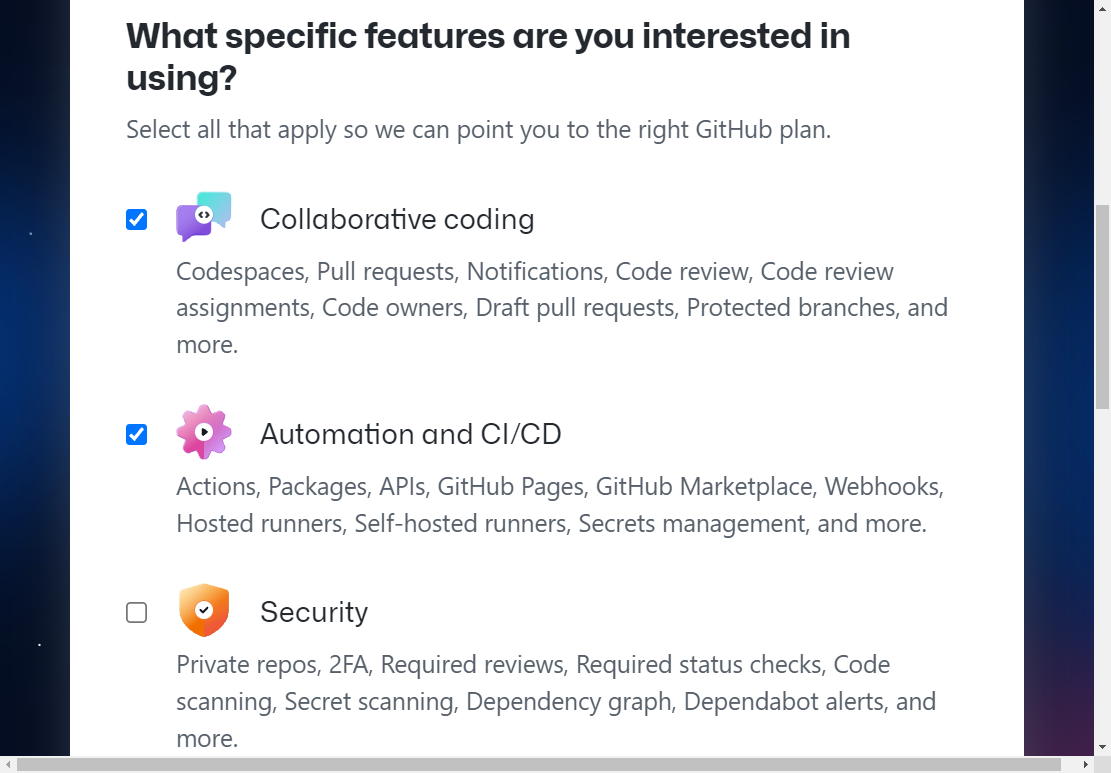 What specific features are you interested in
using?
Select all that apply so we can point you to the right GitHub plan.
Collaborative coding
Codespaces, Pull requests, Notifications, Code review, Code review
assignments, Code owners, Draft pull requests, Protected branches, and
more.
Automation and CI/CD
Actions, Packages, APIs, GitHub Pages, GitHub Marketplace, Webhooks,
Hosted runners, Self-hosted runners, Secrets management, and more.
Security
Private repos, 2FA, Required reviews, Required status checks, Code
scanning, Secret scanning, Dependency graph, Dependabot alerts, and
more.